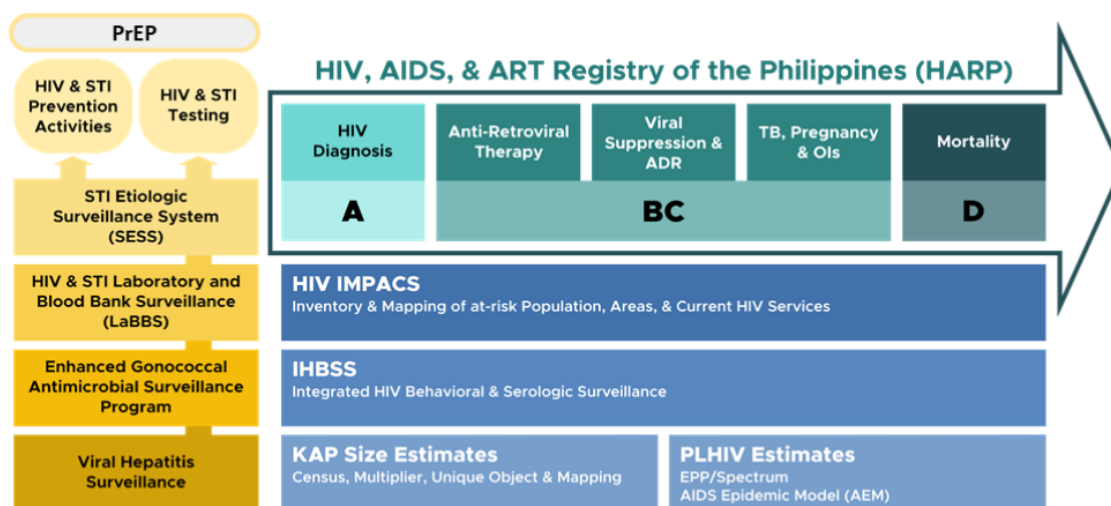 PrEP
HIV & STI
Prevention
Activities
HIV & STI
Testing
STI Etiologic
Surveillance System
(SESS)
HIV & STI Laboratory and
Blood Bank Surveillance
(LaBBS)
Enhanced Gonococcal
Antimicrobial Surveillance
Program
Viral Hepatitis
Surveillance
HIV, AIDS, & ART Registry of the Philippines (HARP)
HIV
Diagnosis
A
Anti-Retroviral
Therapy
Viral
Suppression &
ADR
TB, Pregnancy
& OIs
BC
Mortality
D
HIV IMPACS
Inventory & Mapping of at-risk Population, Areas, & Current HIV Services
IHBSS
Integrated HIV Behavioral & Serologic Surveillance
KAP Size Estimates
Census, Multiplier, Unique Object & Mapping
PLHIV Estimates
EPP/Spectrum
AIDS Epidemic Model (AEM)